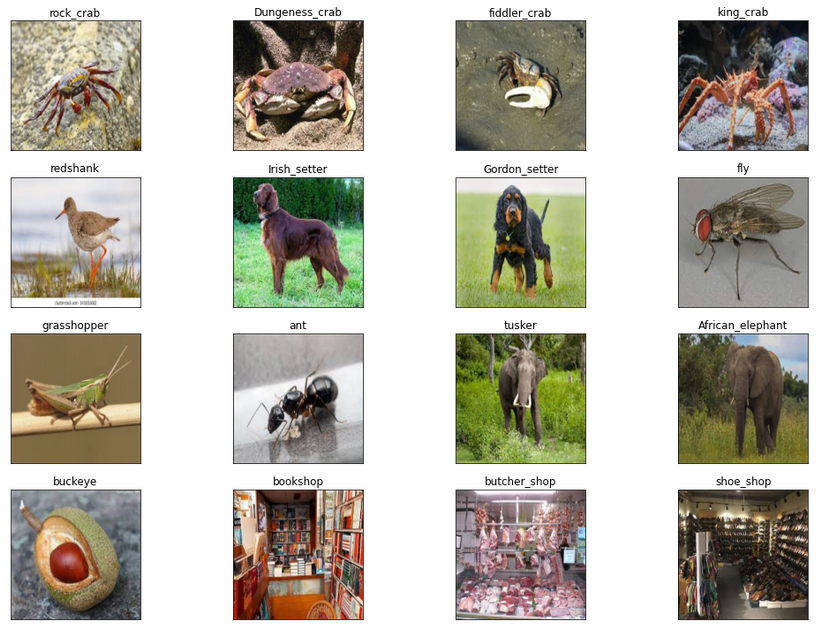 rock_crab
Dungeness_crab
fiddler_crab
king_crab
redshank
Irish_setter
Gordon_setter
fly
grasshopper
ant
tusker
African_elephant
buckeye
bookshop
butcher_shop
shoe_shop